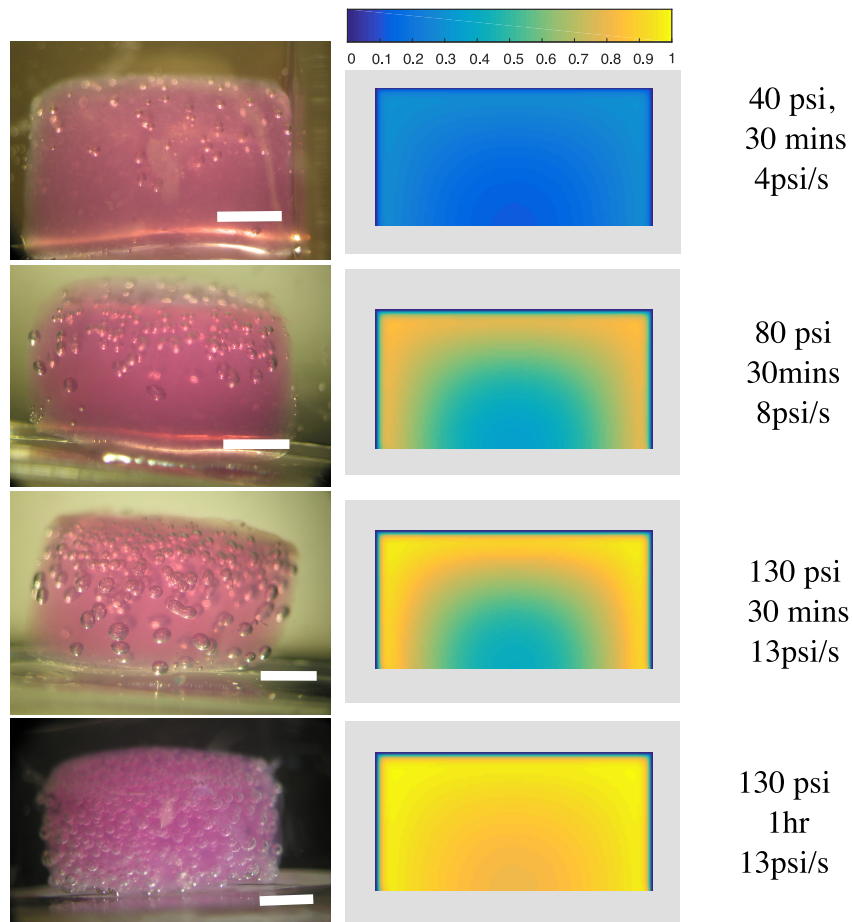 0 0.1 0.2 0.3 0.4 0.5 0.6 0.7 0.8 0.9 1
40 psi,
30 mins
4psi/s
80 psi
30mins
8psi/s
130 psi
30 mins
13psi/s
130 psi
1hr
13psi/s